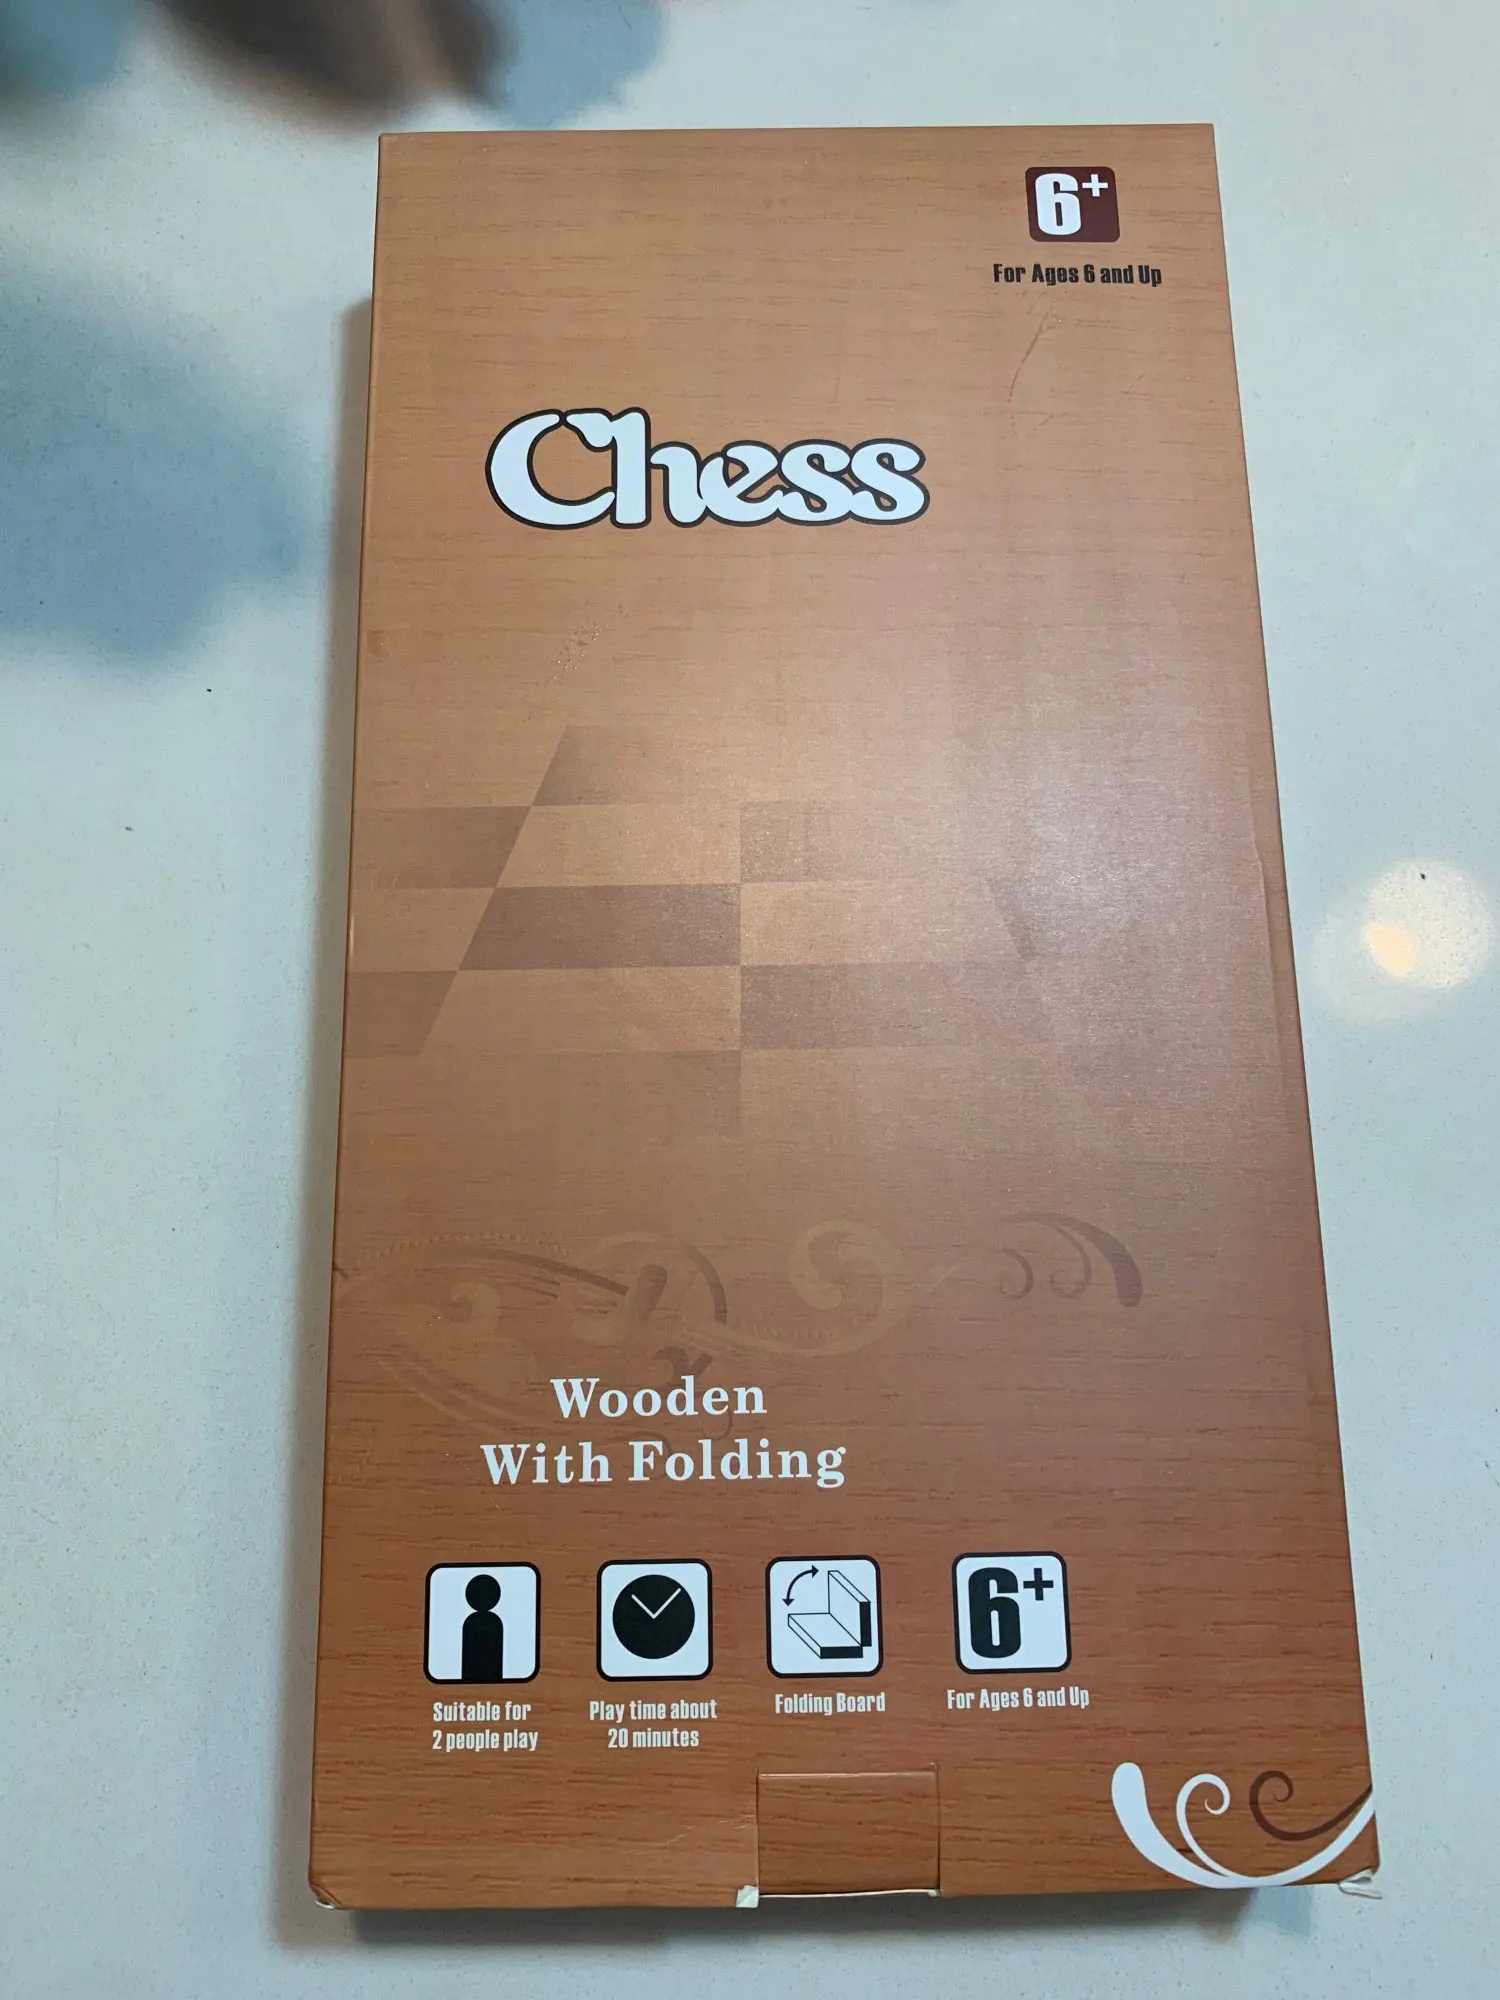 6+
For Ages 6 and Up
Chess
Wooden
With Folding
6+
Suitable for
2 people play
Play time about
20 minutes
Folding Board
For Ages 6 and Up